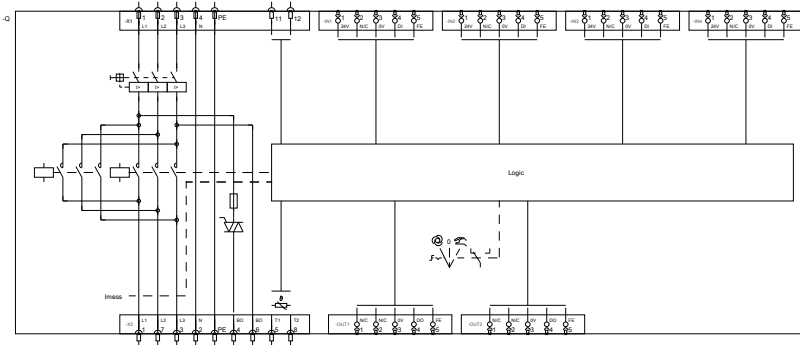 -Q
-X1 1 2 3 4 PE 11 12
L1 L2 L3 N
-IN1 1 2 3 4 5
24V N/C 0V DI FE
-IN2 1 2 3 4 5
24V N/C 0V DI FE
-IN3 1 2 3 4 5
24V N/C 0V DI FE
-IN4 1 2 3 4 5
24V N/C 0V DI FE
I> I> I>
Logic
0
Imess
-X2 L1 L2 L3 N BD BD T1 T2
1 7 3 2 PE 4 6 5 8
-OUT1 N/C N/C 0V DO FE
1 2 3 4 5
-OUT2 N/C N/C 0V DO FE
1 2 3 4 5